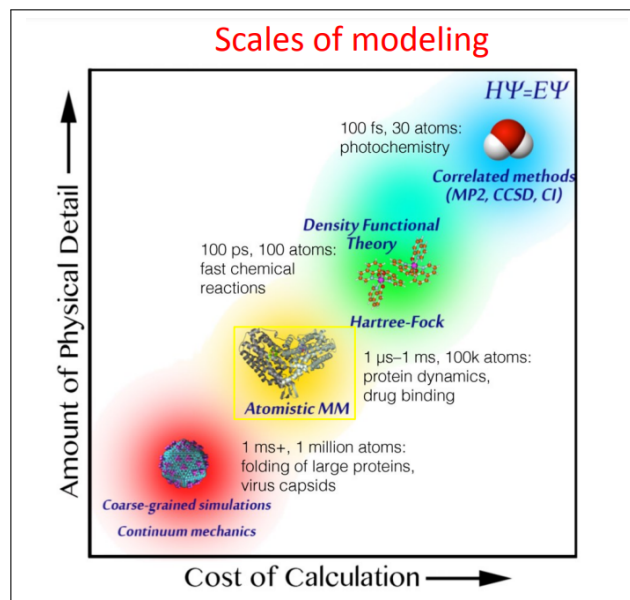 Scales of modeling
HΨ=EΨ
100 fs, 30 atoms:
photochemistry
Correlated methods
(MP2, CCSD, CI)
Density Functional
Theory
100 ps, 100 atoms:
fast chemical
reactions
Hartree-Fock
1 µs–1 ms, 100k atoms:
protein dynamics,
drug binding
Atomistic MM
1 ms+, 1 million atoms:
folding of large proteins,
virus capsids
Coarse-grained simulations
Continuum mechanics
Amount of Physical Detail
Cost of Calculation